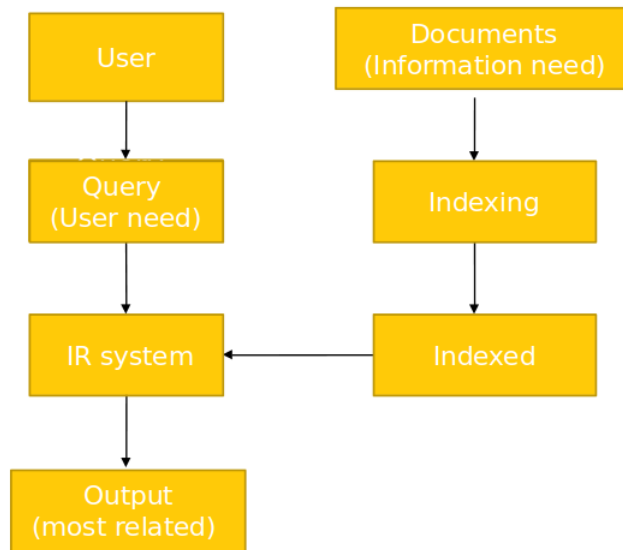 User
Documents
(Information need)
Query
(User need)
Indexing
IR system
Indexed
Output
(most related)